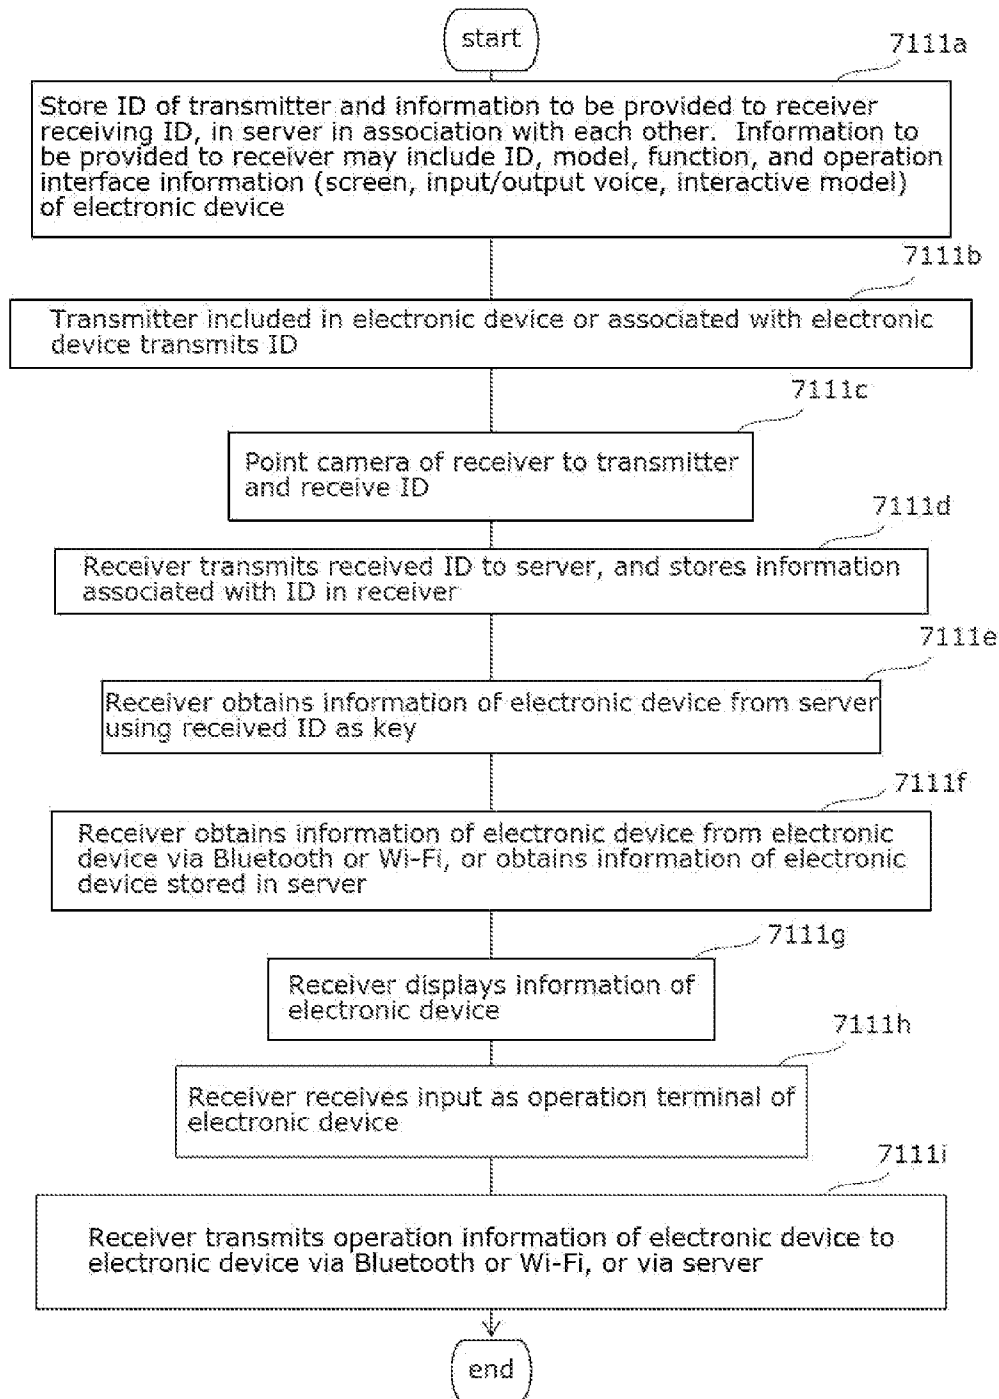 start
7111a
Store ID of transmitter and information to be provided to receiver
receiving ID, in server in association with each other. Information to
be provided to receiver may include ID, model, function, and operation
interface information (screen, input/output voice, interactive model)
of electronic device
7111b
Transmitter included in electronic device or associated with electronic
device transmits ID
7111c
Point camera of receiver to transmitter
and receive ID
7111d
Receiver transmits received ID to server, and stores information
associated with ID in receiver
7111e
Receiver obtains information of electronic device from server
using received ID as key
7111f
Receiver obtains information of electronic device from electronic
device via Bluetooth or Wi-Fi, or obtains information of electronic
device stored in server
7111g
Receiver displays information of
electronic device
7111h
Receiver receives input as operation terminal of
electronic device
7111i
Receiver transmits operation information of electronic device to
electronic device via Bluetooth or Wi-Fi, or via server
end